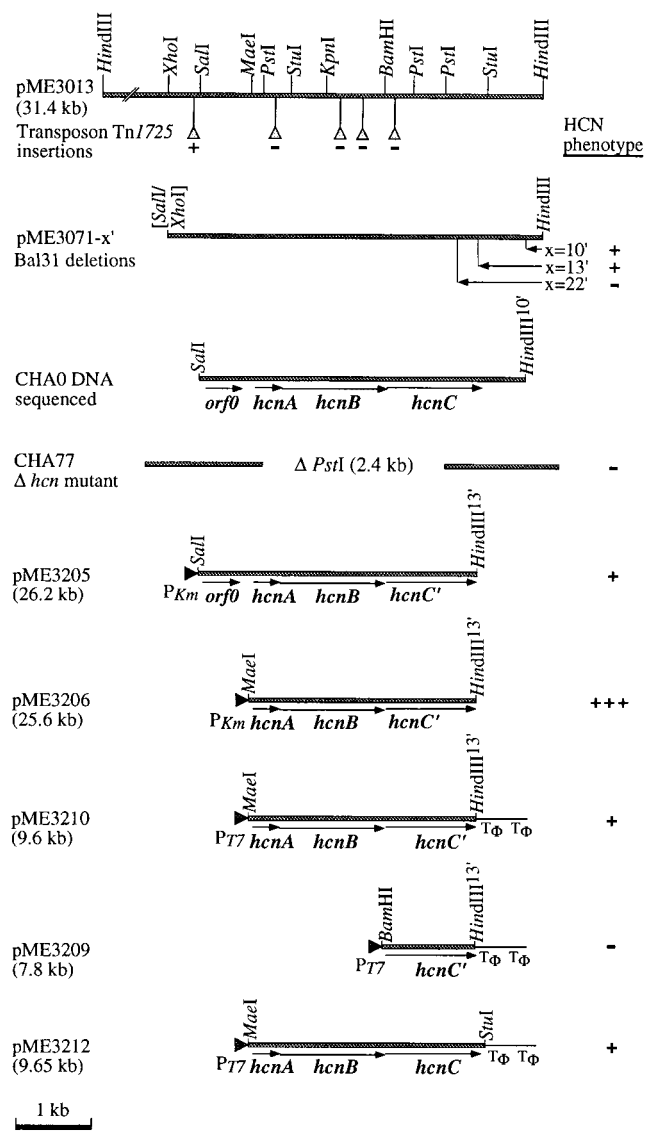 HindIII XhoI SalI MaeI PstI StuI KpnI BamHI PstI PstI StuI HindIII
pME3013
(31.4 kb)
Transposon Tn1725
insertions
+ - - - -
HCN
phenotype
[SalI/
XhoI]
HindIII
pME3071-x'
Bal31 deletions
x=10' +
x=13' +
x=22' -
SalI HindIII10'
CHA0 DNA
sequenced
orf0 hcnA hcnB hcnC
CHA77
Δ hcn mutant
Δ PstI (2.4 kb) -
SalI HindIII13'
pME3205
(26.2 kb)
+
PKm orf0 hcnA hcnB hcnC'
MaeI HindIII13'
pME3206
(25.6 kb)
+++
PKm hcnA hcnB hcnC'
MaeI HindIII13'
pME3210
(9.6 kb)
+
PT7 hcnA hcnB hcnC' TΦ TΦ
BamHI HindIII13'
pME3209
(7.8 kb)
-
PT7 hcnC' TΦ TΦ
MaeI StuI
pME3212
(9.65 kb)
+
PT7 hcnA hcnB hcnC TΦ TΦ
1 kb